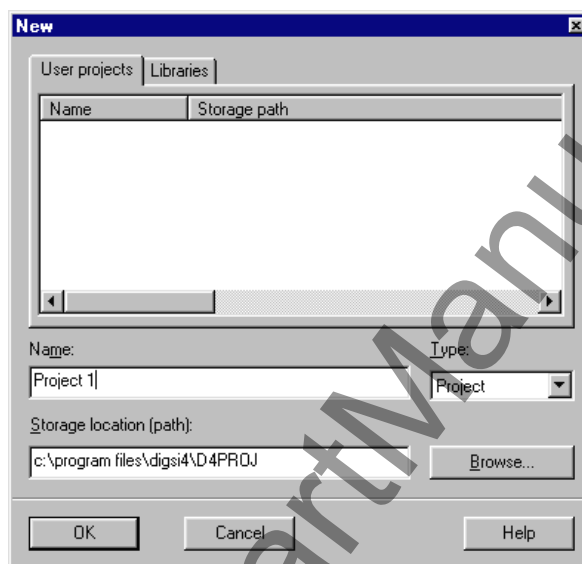 New
User projects Libraries
Name Storage path
Name: Type:
Project 1 Project
Storage location (path):
c:\program files\digsi4\D4PROJ Browse...
OK Cancel Help